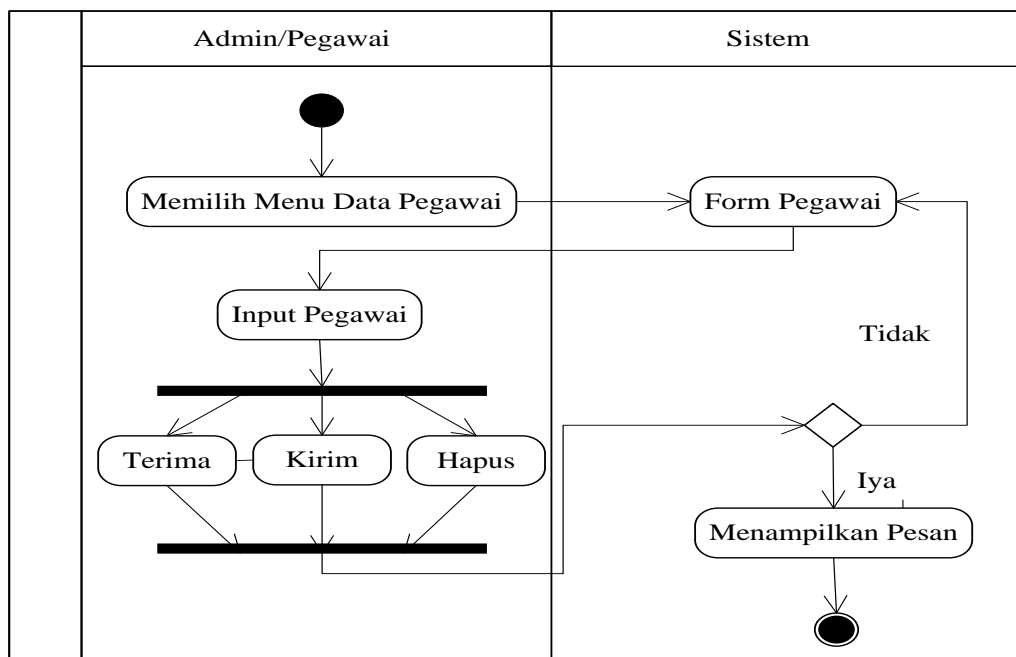 Admin/Pegawai
Sistem
Memilih Menu Data Pegawai
Form Pegawai
Input Pegawai
Tidak
Terima
Kirim
Hapus
Iya
Menampilkan Pesan